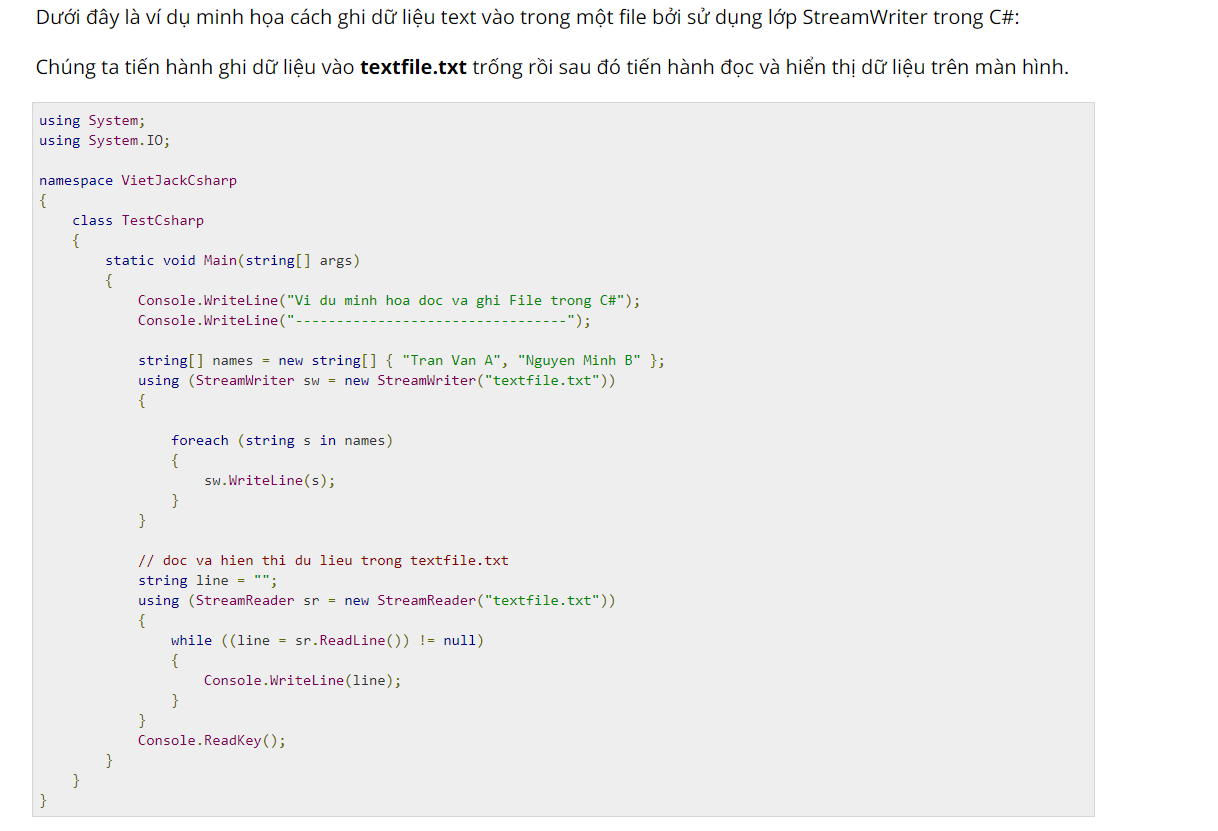 Dưới đây là ví dụ minh họa cách ghi dữ liệu text vào trong một file bởi sử dụng lớp StreamWriter trong C#:
Chúng ta tiến hành ghi dữ liệu vào textfile.txt trống rồi sau đó tiến hành đọc và hiển thị dữ liệu trên màn hình.
using System;
using System.IO;
namespace VietJackCsharp
{
    class TestCsharp
    {
        static void Main(string[] args)
        {
            Console.WriteLine("Vi du minh hoa doc va ghi File trong C#");
            Console.WriteLine("---------------------------------");
            string[] names = new string[] { "Tran Van A", "Nguyen Minh B" };
            using (StreamWriter sw = new StreamWriter("textfile.txt"))
            {
                foreach (string s in names)
                {
                    sw.WriteLine(s);
                }
            }
            // doc va hien thi du lieu trong textfile.txt
            string line = "";
            using (StreamReader sr = new StreamReader("textfile.txt"))
            {
                while ((line = sr.ReadLine()) != null)
                {
                    Console.WriteLine(line);
                }
            }
            Console.ReadKey();
        }
    }
}